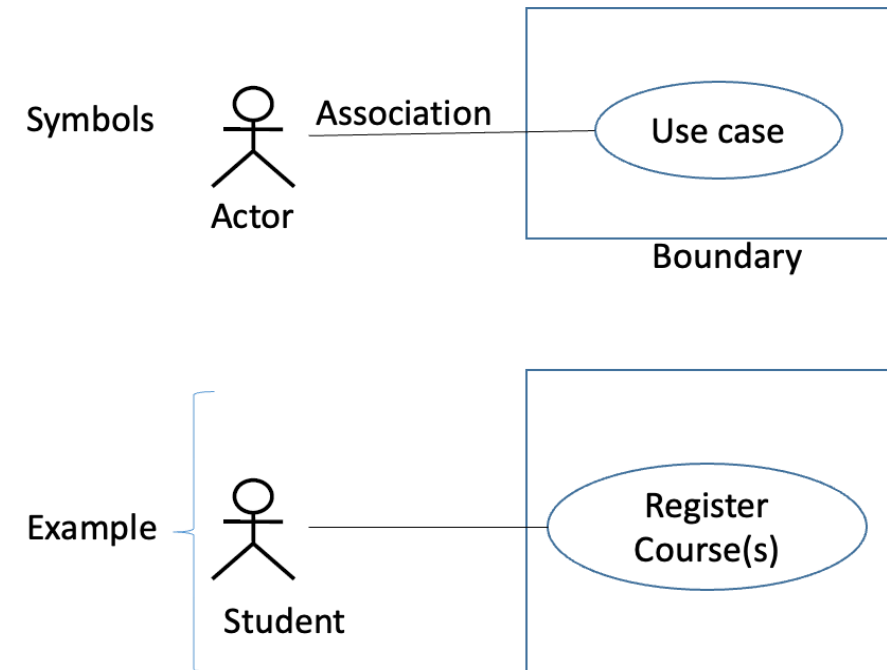 Symbols
Association
Use case
Actor
Boundary
Example
Register
Course(s)
Student